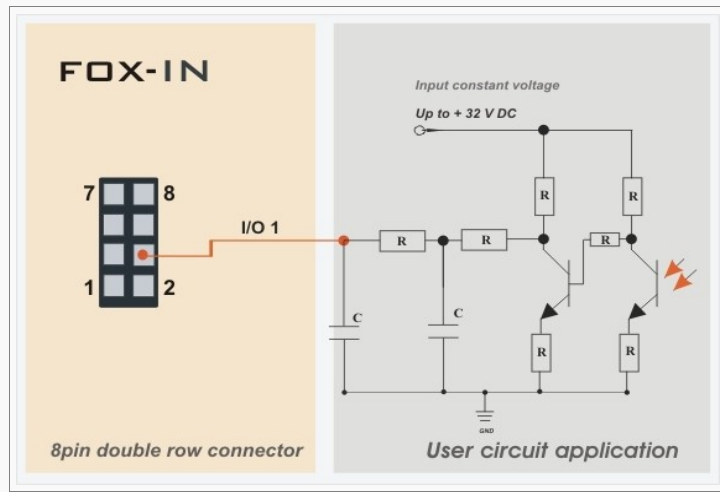 FOX-IN
Input constant voltage
Up to + 32 V DC
7 8
R R
I/O 1
R R R
1 2
C C
R R
GND
8pin double row connector
User circuit application